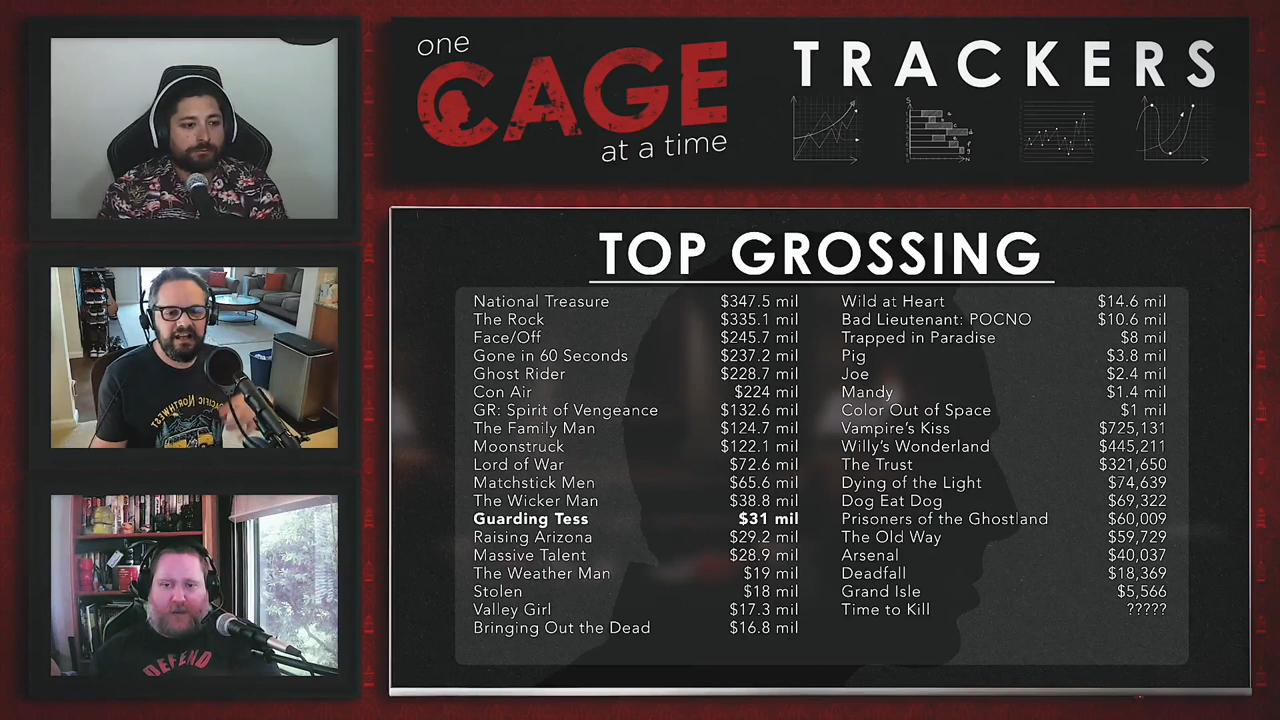 one
CAGE
at a time
TRACKERS
TOP GROSSING
National Treasure $347.5 mil
The Rock $335.1 mil
Face/Off $245.7 mil
Gone in 60 Seconds $237.2 mil
Ghost Rider $228.7 mil
Con Air $224 mil
GR: Spirit of Vengeance $132.6 mil
The Family Man $124.7 mil
Moonstruck $122.1 mil
Lord of War $72.6 mil
Matchstick Men $65.6 mil
The Wicker Man $38.8 mil
Guarding Tess $31 mil
Raising Arizona $29.2 mil
Massive Talent $28.9 mil
The Weather Man $19 mil
Stolen $18 mil
Valley Girl $17.3 mil
Bringing Out the Dead $16.8 mil
Wild at Heart $14.6 mil
Bad Lieutenant: POCNO $10.6 mil
Trapped in Paradise $8 mil
Pig $3.8 mil
Joe $2.4 mil
Mandy $1.4 mil
Color Out of Space $1 mil
Vampire's Kiss $725,131
Willy's Wonderland $445,211
The Trust $321,650
Dying of the Light $74,639
Dog Eat Dog $69,322
Prisoners of the Ghostland $60,009
The Old Way $59,729
Arsenal $40,037
Deadfall $18,369
Grand Isle $5,566
Time to Kill ?????
PACIFIC NORTHWEST
DEFEND